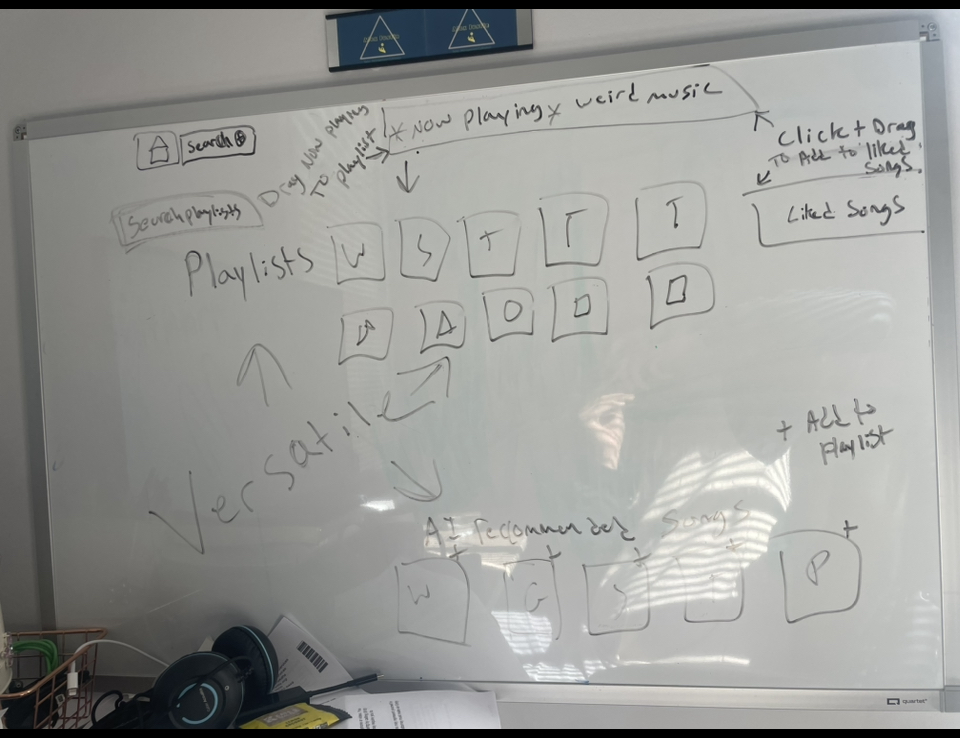 Search
Drag Now playing
To playlist
* Now playing * weird music
Click + Drag
To Add to liked
songs.
Search playlists
Liked Songs
Playlists
W S T T T
Versatile
+ Add to
playlist
AI recommended songs
+ + + + +
W G S P
quartet